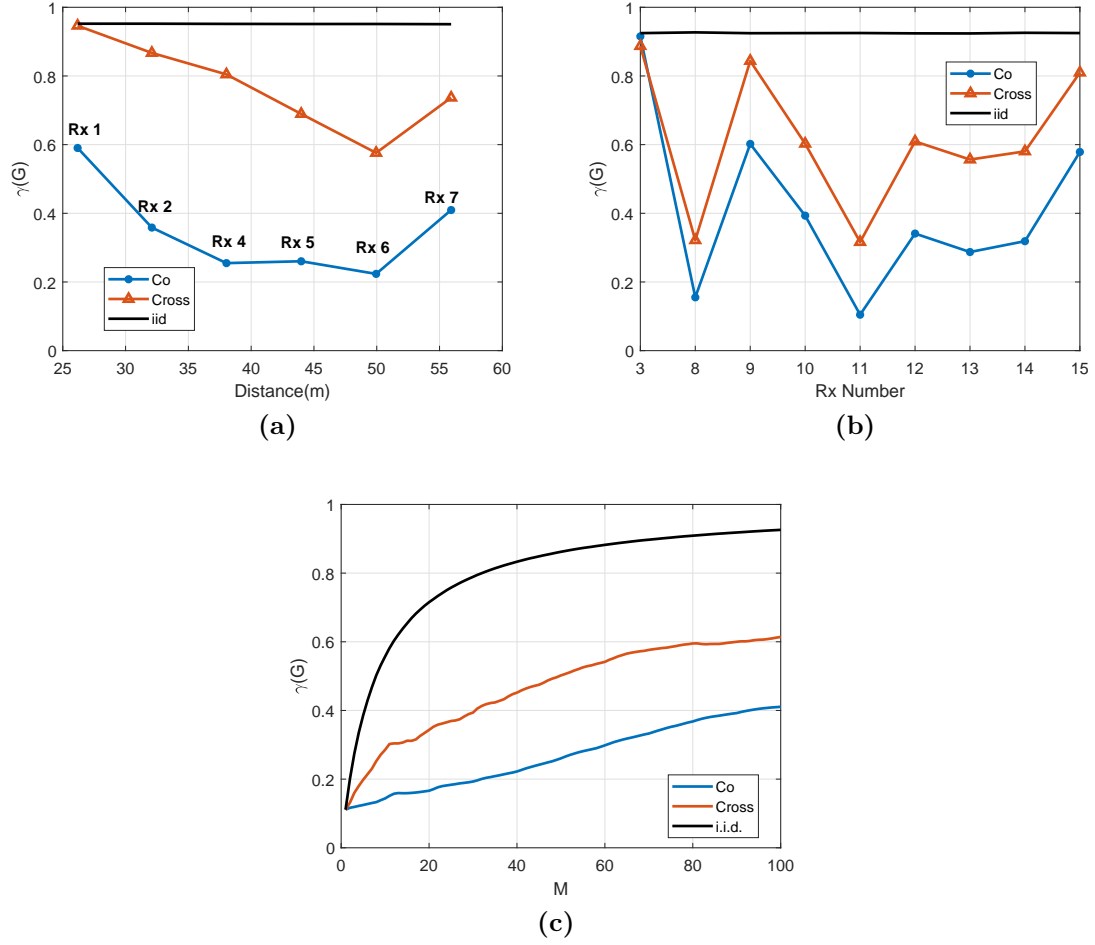 1
0.8
0.6
0.4
0.2
0
γ(G)
Rx 1
Rx 2
Rx 4
Rx 5
Rx 6
Rx 7
Co
Cross
iid
25 30 35 40 45 50 55 60
Distance(m)
(a)
1
0.8
0.6
0.4
0.2
0
γ(G)
Co
Cross
iid
3 8 9 10 11 12 13 14 15
Rx Number
(b)
1
0.8
0.6
0.4
0.2
0
γ(G)
Co
Cross
i.i.d.
0 20 40 60 80 100
M
(c)